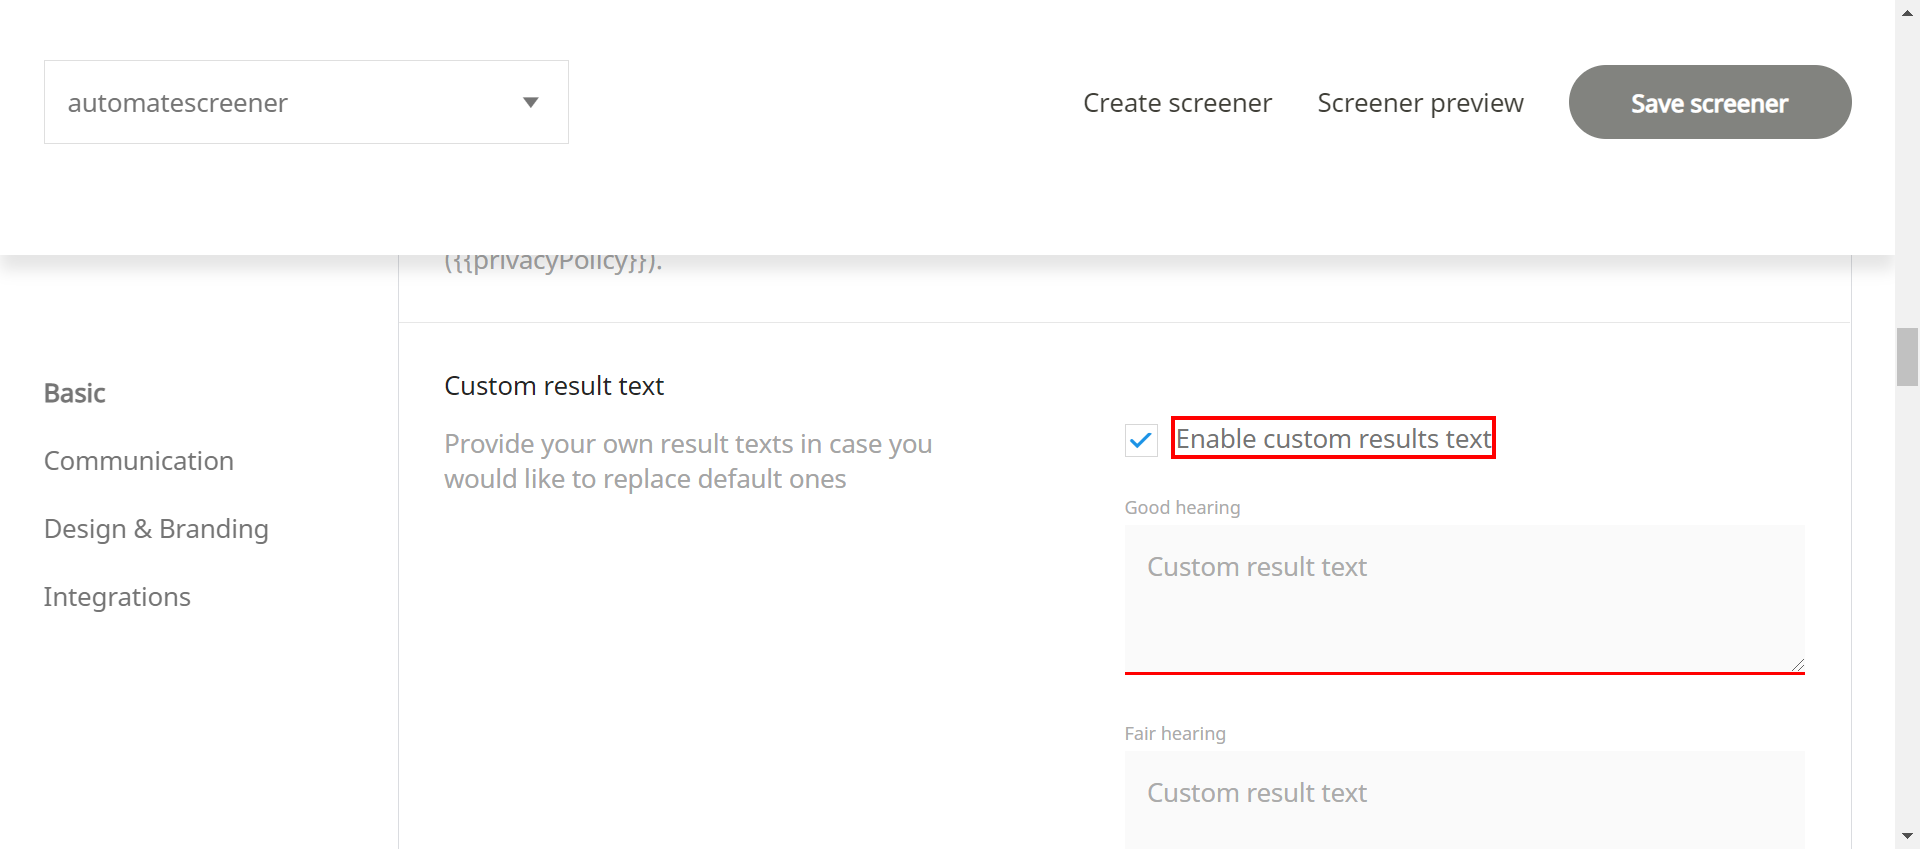 automatescreener
Create screener
Screener preview
Save screener
({{privacyPolicy}}).
Basic
Communication
Design & Branding
Integrations
Custom result text
Provide your own result texts in case you
would like to replace default ones
Enable custom results text
Good hearing
Custom result text
Fair hearing
Custom result text